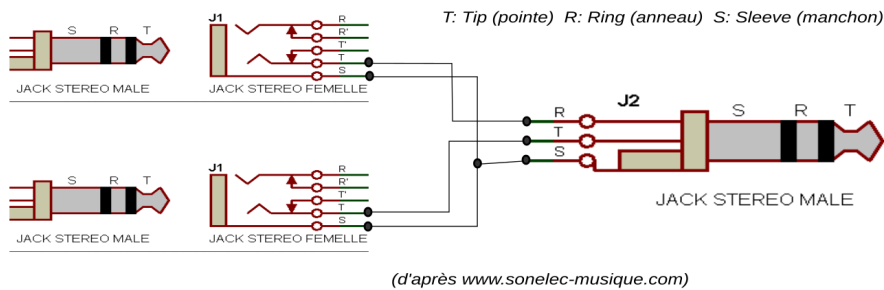 T: Tip (pointe) R: Ring (anneau) S: Sleeve (manchon)
S R T
JACK STEREO MALE
J1
R
R'
T'
T
S
JACK STEREO FEMELLE
R
T
S
J2
S R T
JACK STEREO MALE
S R T
JACK STEREO MALE
J1
R
R'
T'
T
S
JACK STEREO FEMELLE
(d'après www.sonelec-musique.com)